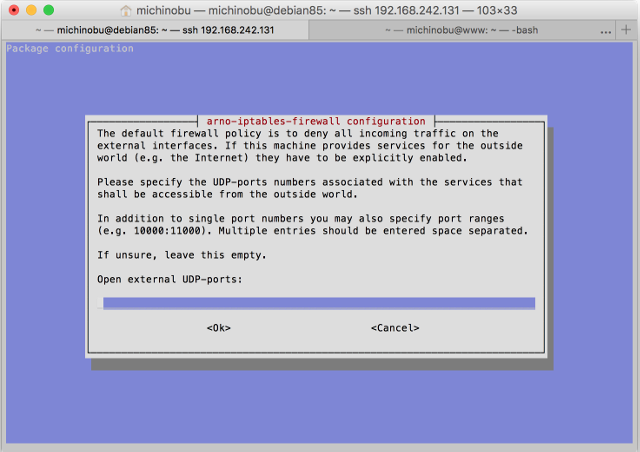 michinobu — michinobu@debian85: ~ — ssh 192.168.242.131 — 103×33
~ — michinobu@debian85: ~ — ssh 192.168.242.131
~ — michinobu@www: ~ — -bash
... +
Package configuration
arno-iptables-firewall configuration
The default firewall policy is to deny all incoming traffic on the
external interfaces. If this machine provides services for the outside
world (e.g. the Internet) they have to be explicitly enabled.
Please specify the UDP-ports numbers associated with the services that
shall be accessible from the outside world.
In addition to single port numbers you may also specify port ranges
(e.g. 10000:11000). Multiple entries should be entered space separated.
If unsure, leave this empty.
Open external UDP-ports:
<Ok> <Cancel>